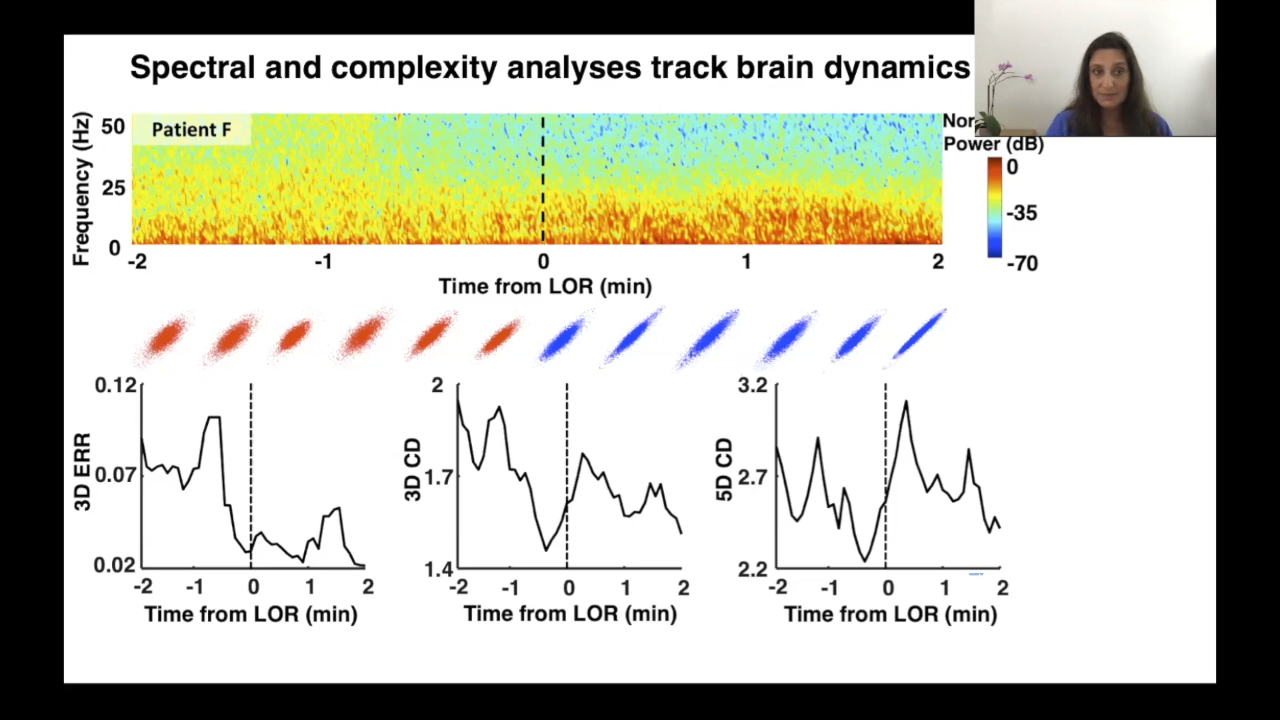 Spectral and complexity analyses track brain dynamics
Patient F
Frequency (Hz)
50
25
0
-2 -1 0 1 2
Time from LOR (min)
Power (dB)
0
-35
-70
3D ERR
0.12
0.07
0.02
-2 -1 0 1 2
Time from LOR (min)
3D CD
2
1.7
1.4
-2 -1 0 1 2
Time from LOR (min)
5D CD
3.2
2.7
2.2
-2 -1 0 1 2
Time from LOR (min)